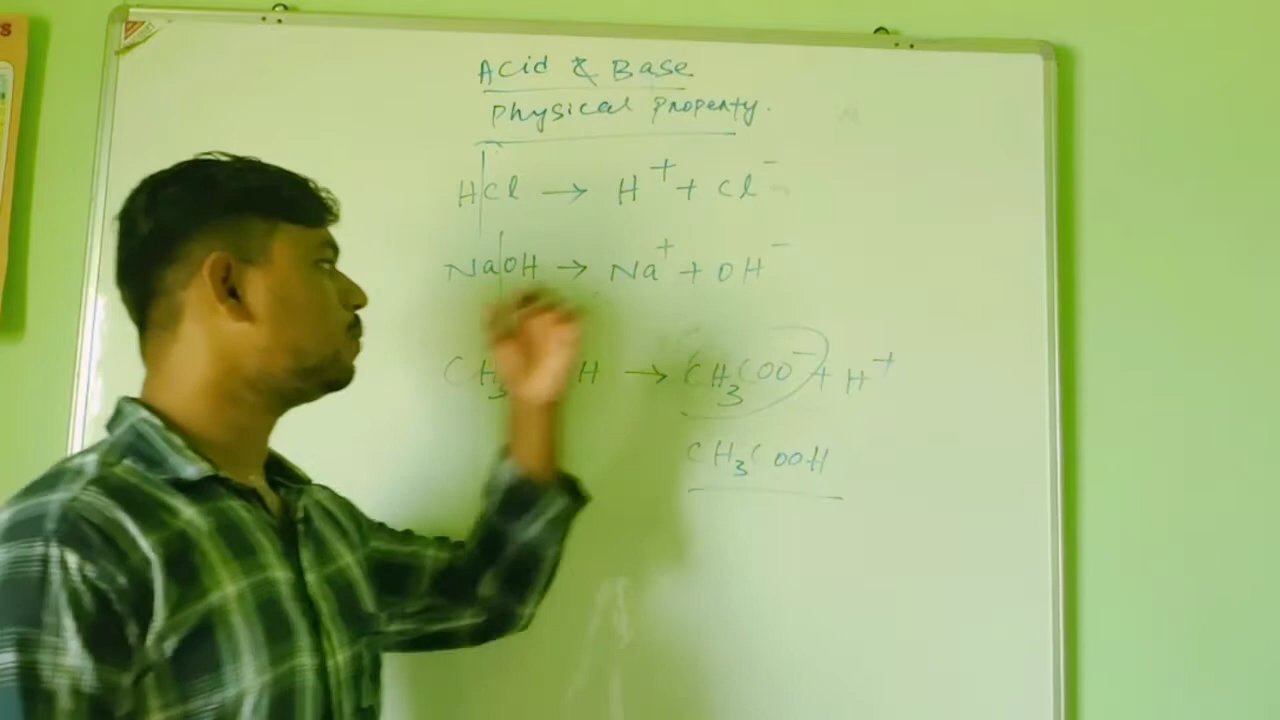 Acid & Base
Physical Property.
HCl → H⁺ + Cl⁻
NaOH → Na⁺ + OH⁻
CH₃ H → CH₃COO⁻ + H⁺
CH₃COOH